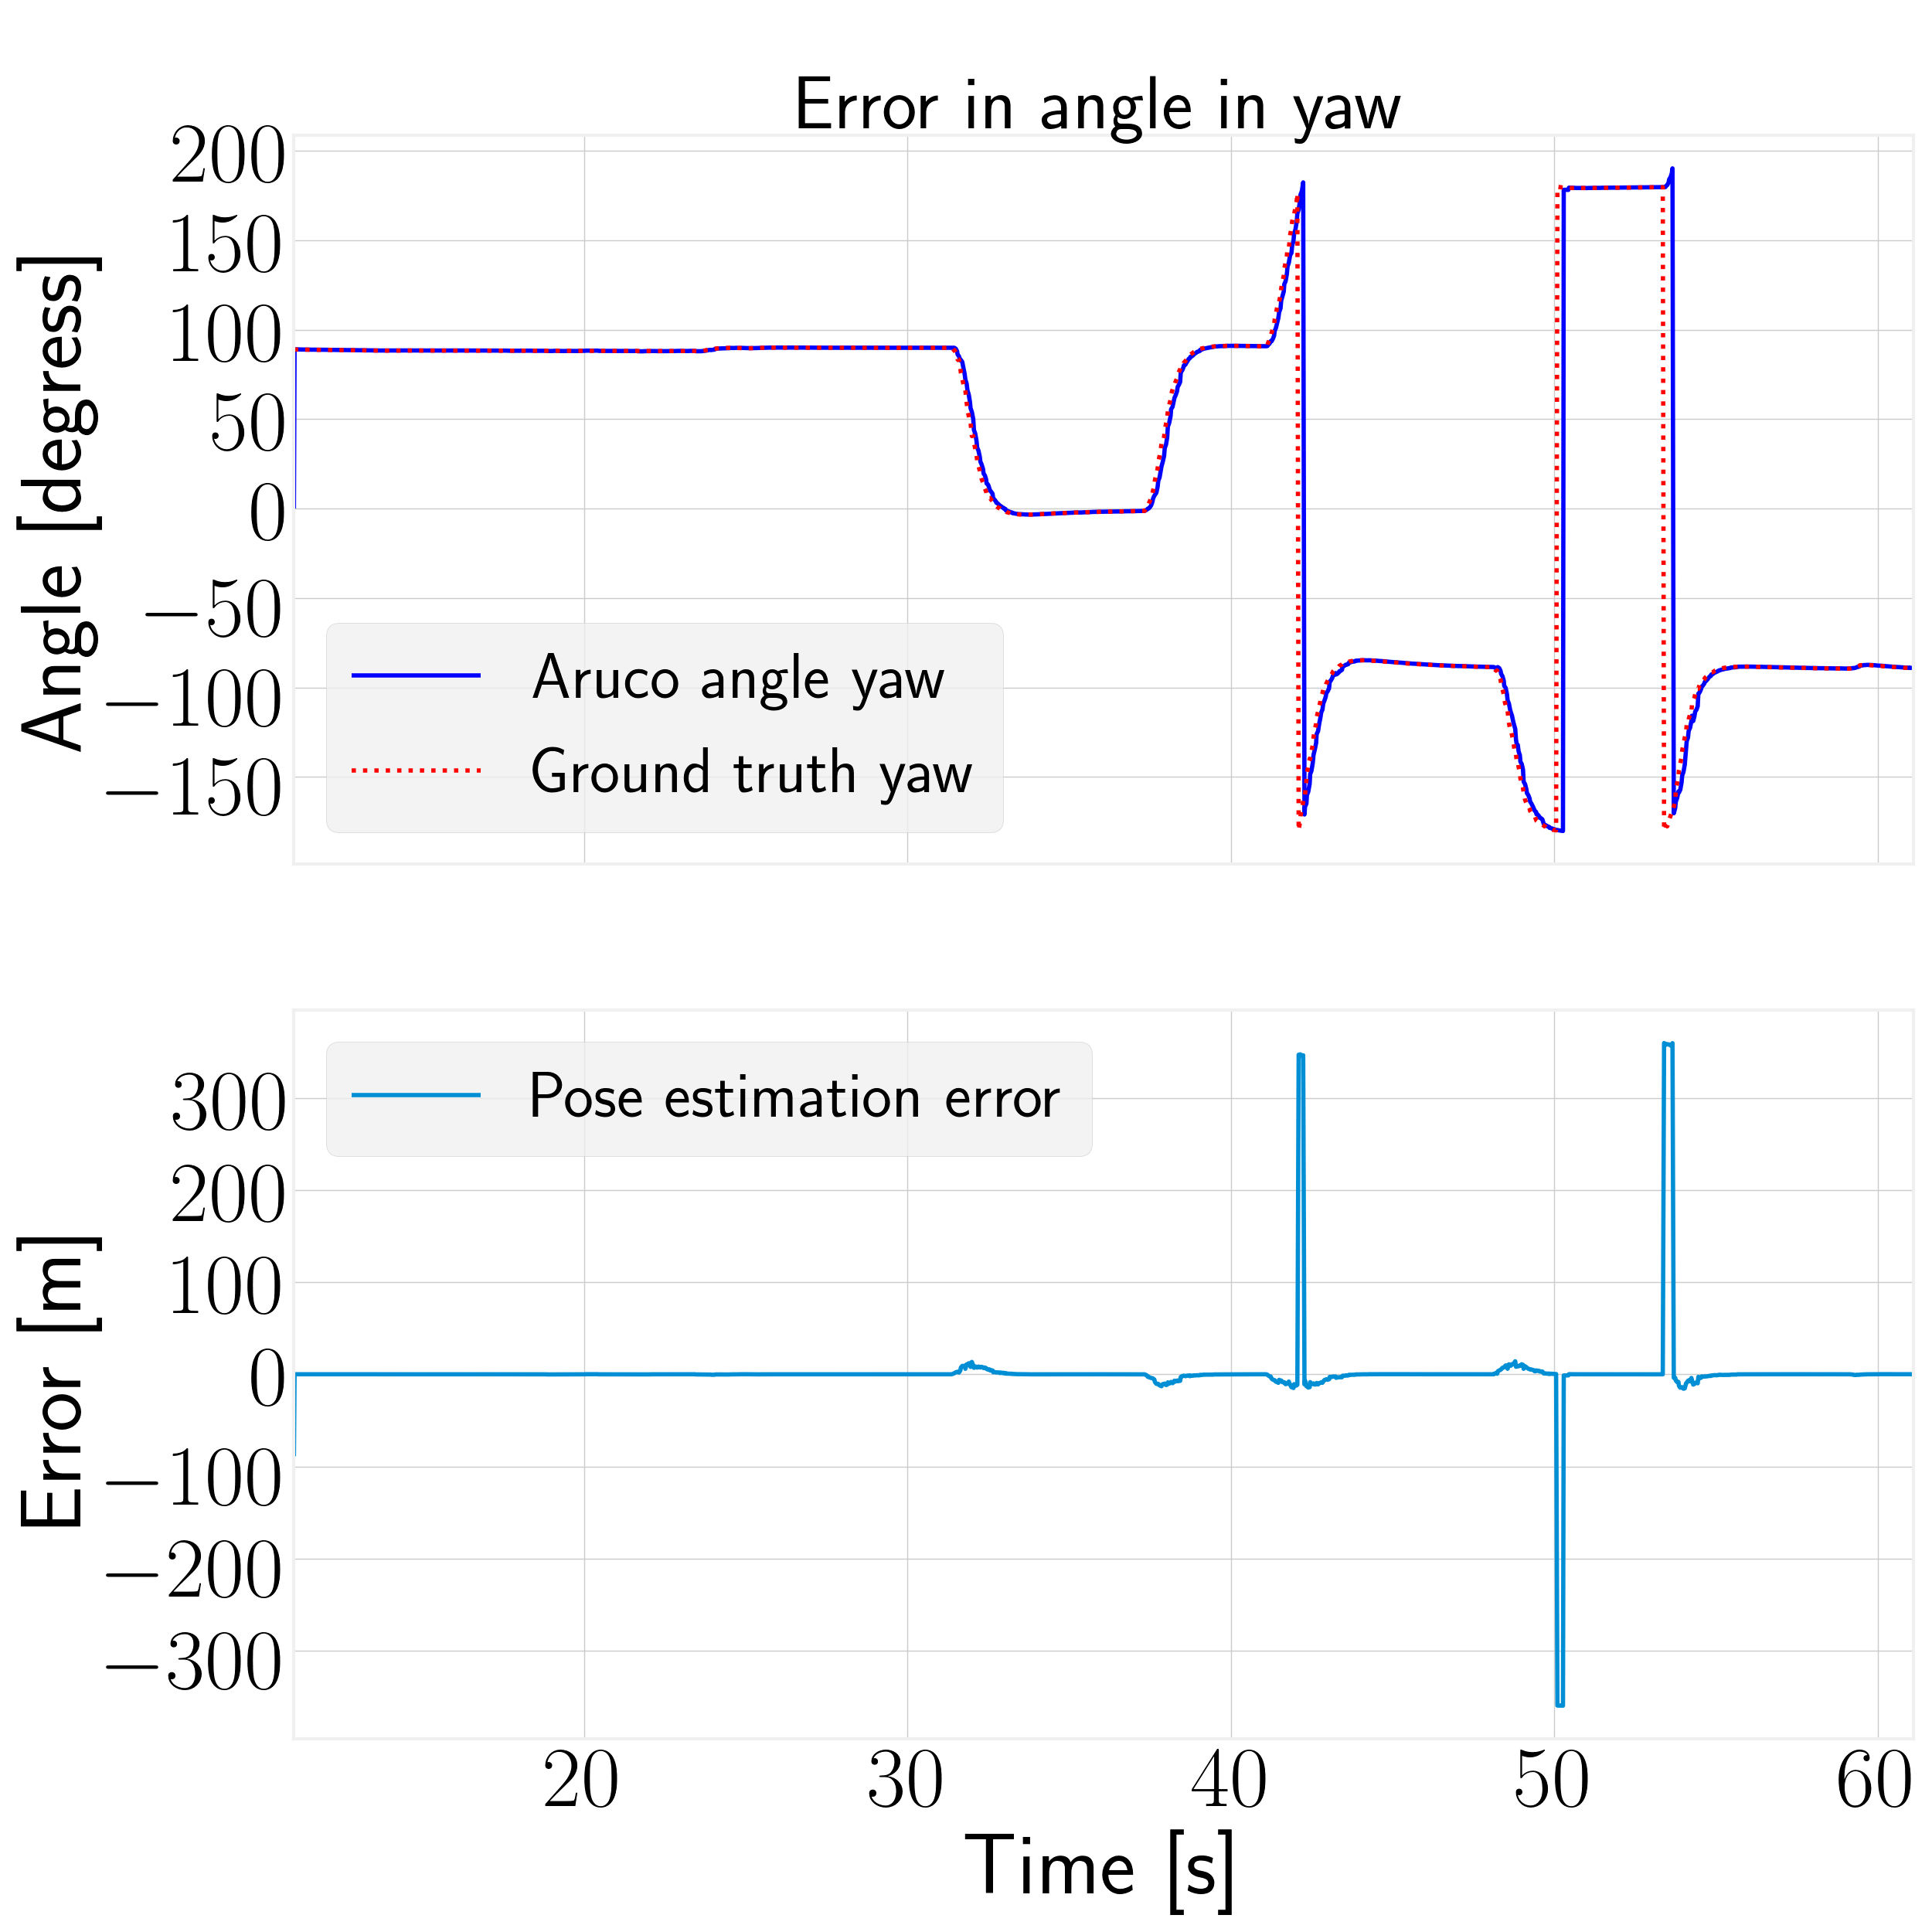 Error in angle in yaw
Angle [degress]
200
150
100
50
0
−50
−100
−150
Aruco angle yaw
Ground truth yaw
Error [m]
300
200
100
0
−100
−200
−300
Pose estimation error
20 30 40 50 60
Time [s]